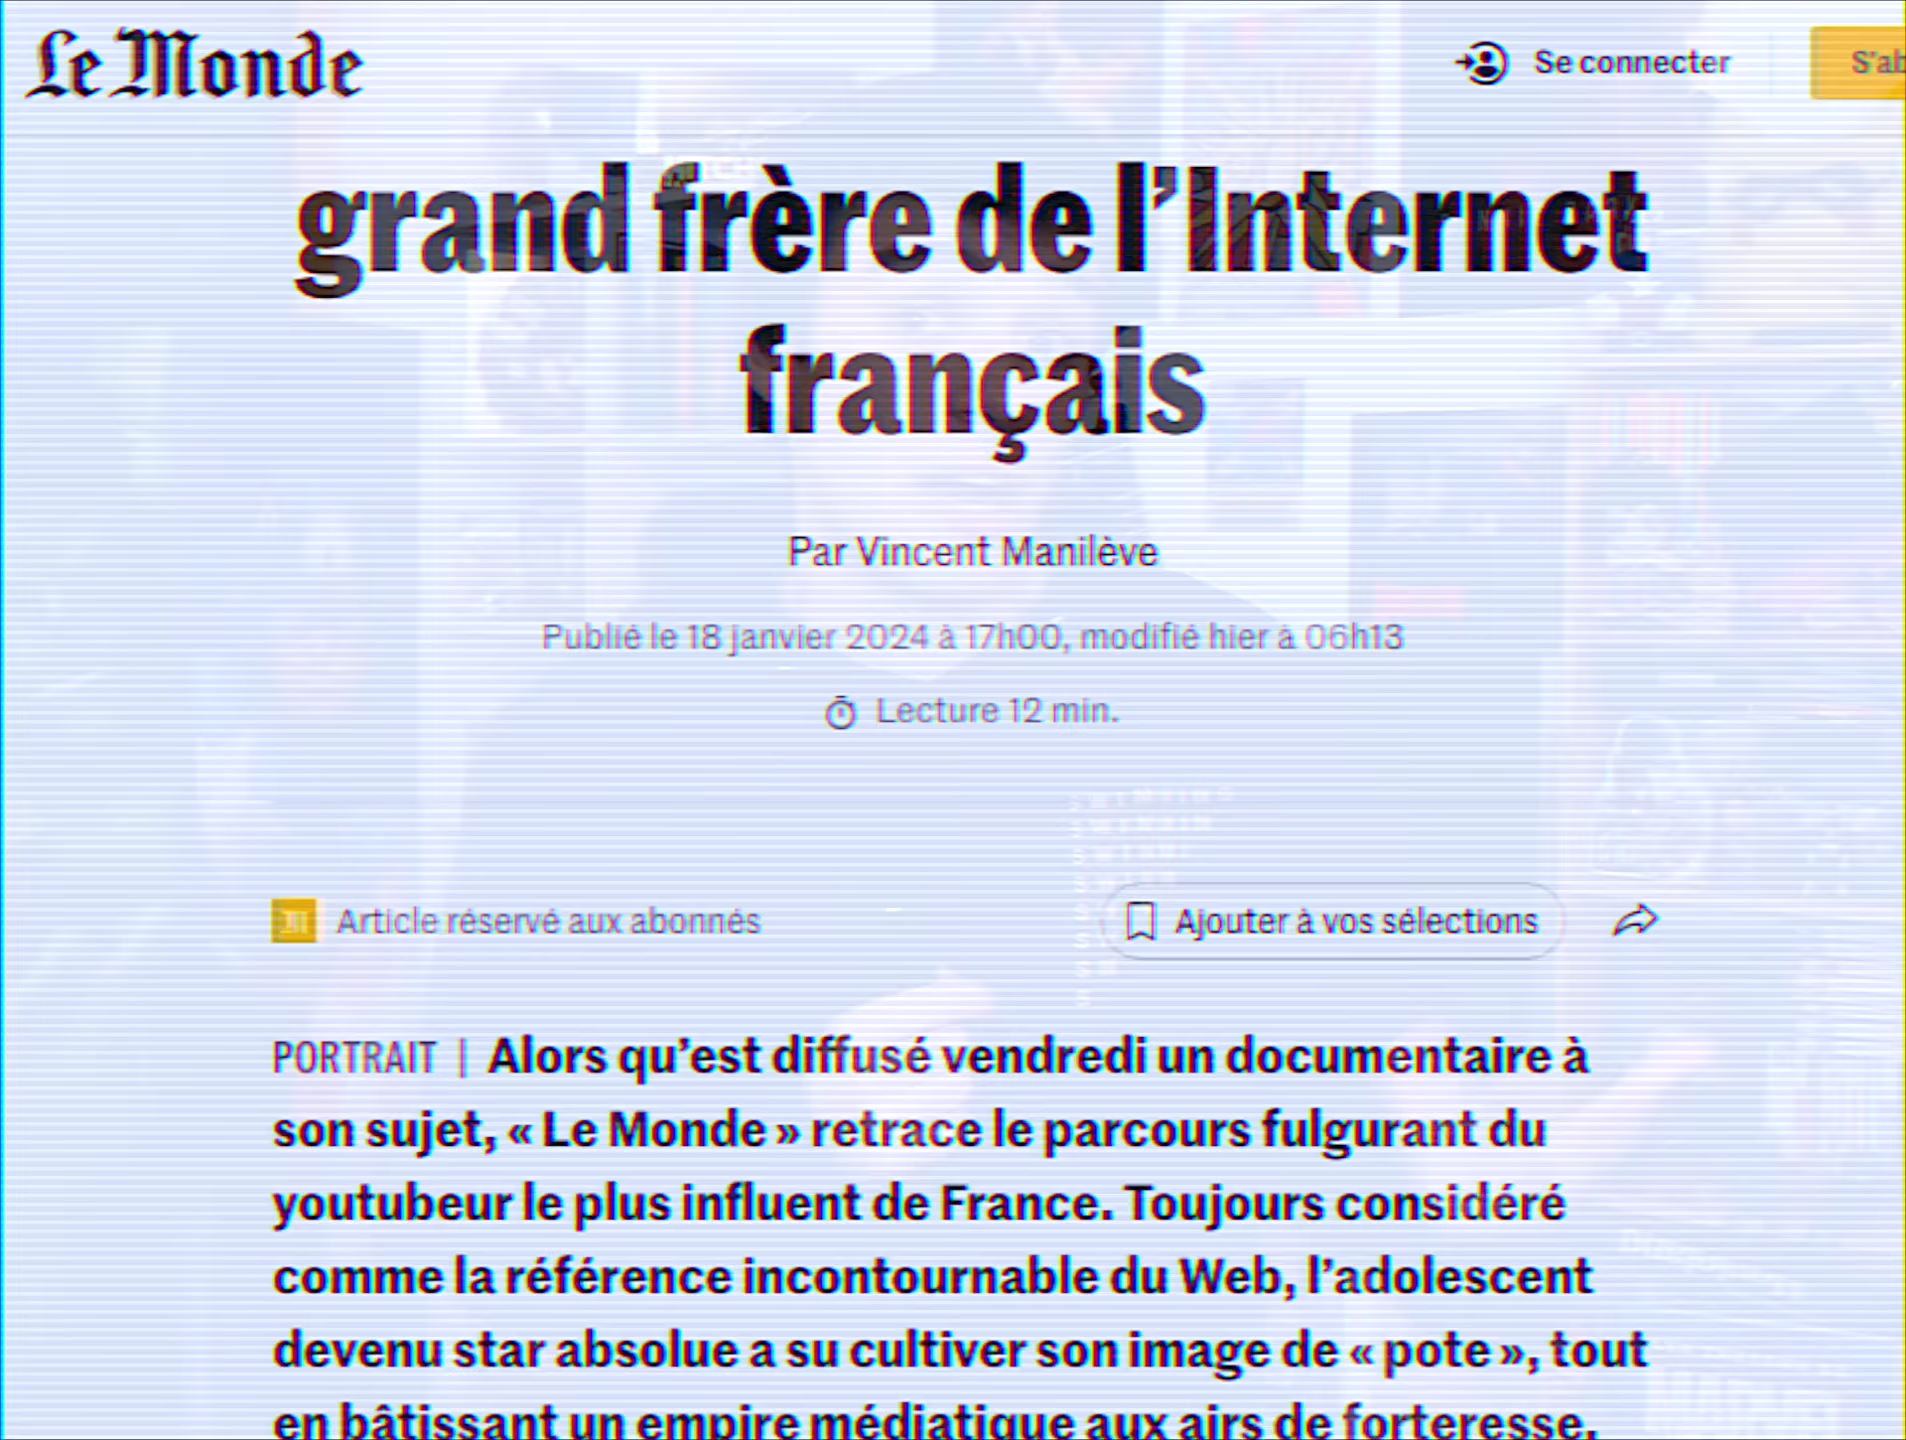 Le Monde
Se connecter
S'ab
grand frère de l’Internet
français
Par Vincent Manilève
Publié le 18 janvier 2024 à 17h00, modifié hier à 06h13
Lecture 12 min.
Article réservé aux abonnés
Ajouter à vos sélections
PORTRAIT | Alors qu’est diffusé vendredi un documentaire à
son sujet, « Le Monde » retrace le parcours fulgurant du
youtubeur le plus influent de France. Toujours considéré
comme la référence incontournable du Web, l’adolescent
devenu star absolue a su cultiver son image de « pote », tout
en bâtissant un empire médiatique aux airs de forteresse.